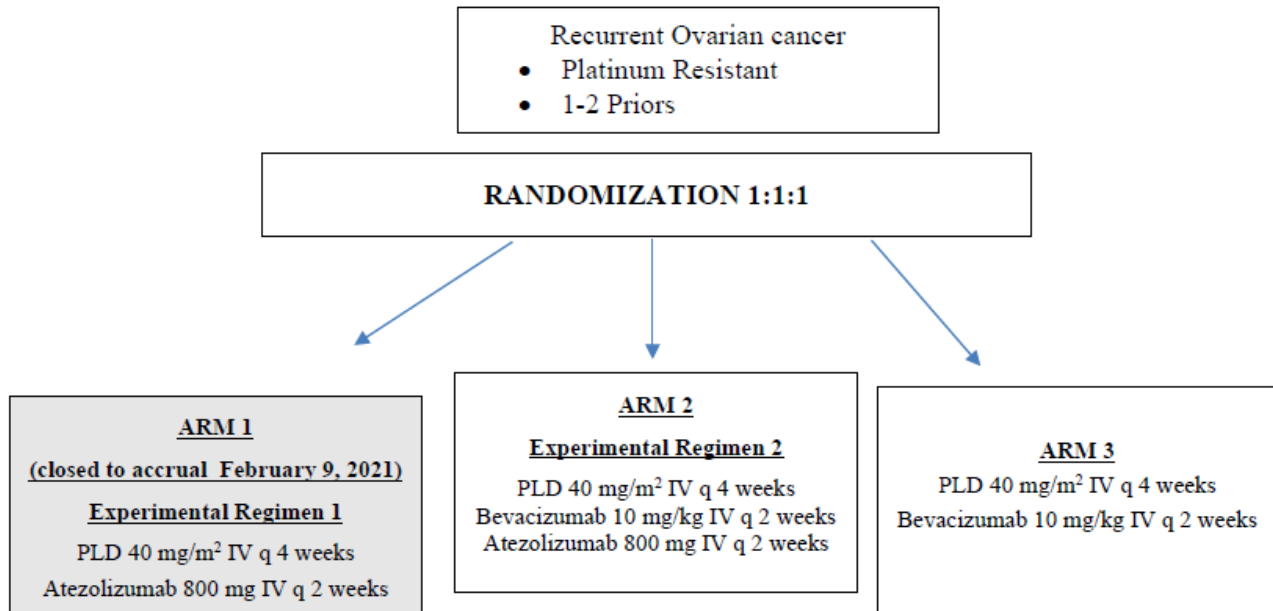 Recurrent Ovarian cancer
• Platinum Resistant
• 1-2 Priors
RANDOMIZATION 1:1:1
ARM 1
(closed to accrual February 9, 2021)
Experimental Regimen 1
PLD 40 mg/m² IV q 4 weeks
Atezolizumab 800 mg IV q 2 weeks
ARM 2
Experimental Regimen 2
PLD 40 mg/m² IV q 4 weeks
Bevacizumab 10 mg/kg IV q 2 weeks
Atezolizumab 800 mg IV q 2 weeks
ARM 3
PLD 40 mg/m² IV q 4 weeks
Bevacizumab 10 mg/kg IV q 2 weeks